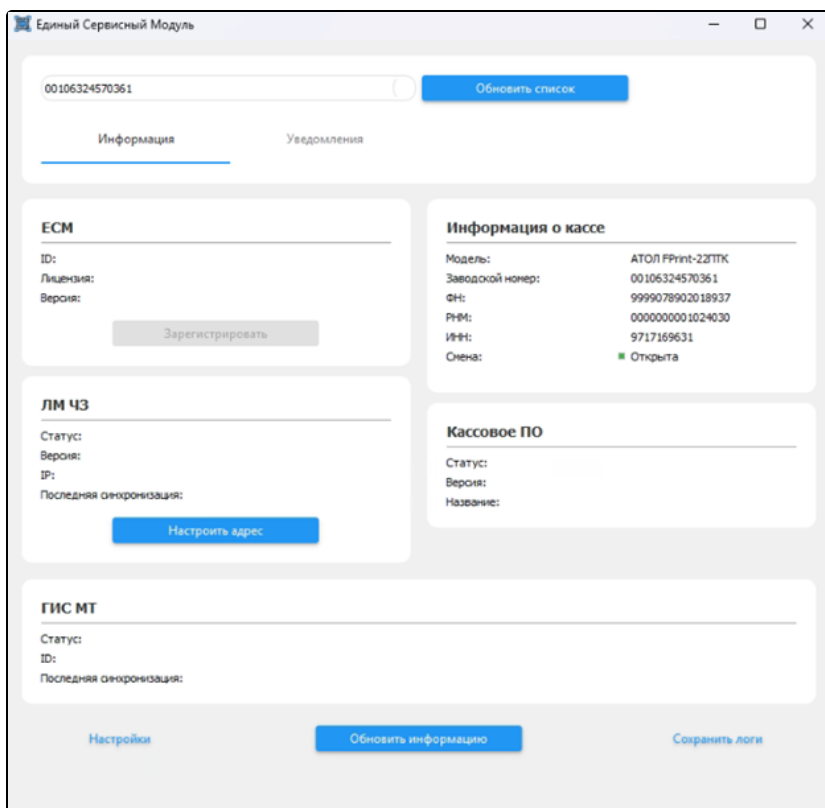 Единый Сервисный Модуль
00106324570361
Обновить список
Информация
Уведомления
ЕСМ
ID:
Лицензия:
Версия:
Зарегистрировать
Информация о кассе
Модель: АТОЛ FPrint-22ПТК
Заводской номер: 00106324570361
ФН: 9999078902018937
РНМ: 0000000001024030
ИНН: 9717169631
Смена: Открыта
ЛМ ЧЗ
Статус:
Версия:
IP:
Последняя синхронизация:
Настроить адрес
Кассовое ПО
Статус:
Версия:
Название:
ГИС МТ
Статус:
ID:
Последняя синхронизация:
Настройки
Обновить информацию
Сохранить логи